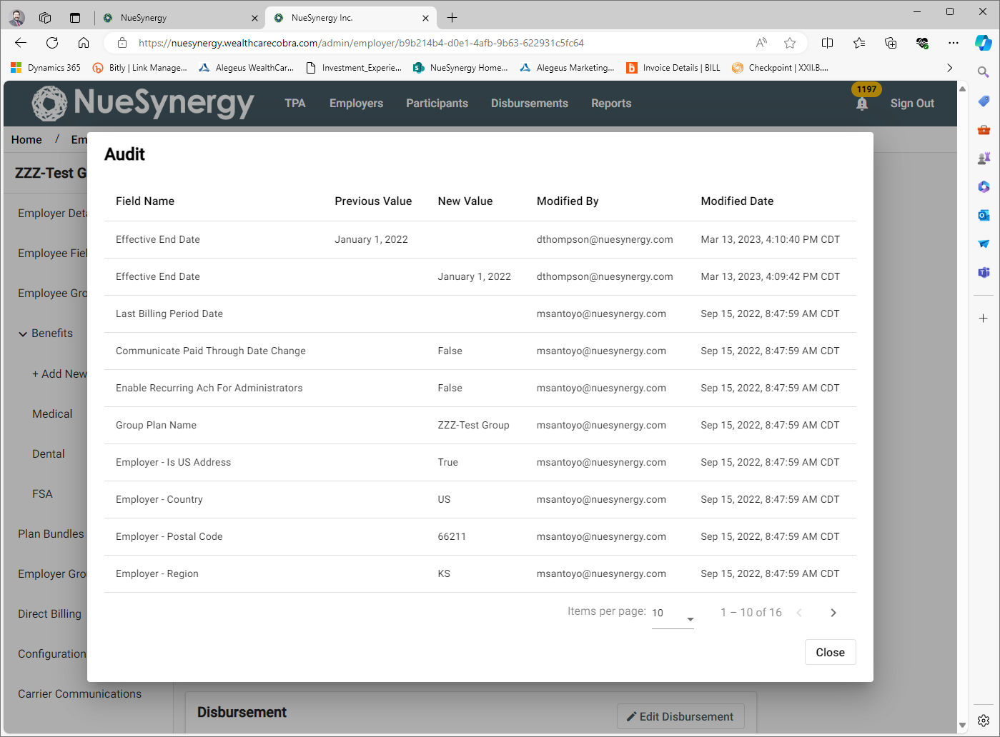 NueSynergy
NueSynergy Inc.
https://nuesynergy.wealthcarecobra.com/admin/employer/b9b214b4-d0e1-4afb-9b63-622931c5fc64
Dynamics 365
Bitly | Link Manage...
Alegeus WealthCar...
Investment_Experie...
NueSynergy Home...
Alegeus Marketing...
Invoice Details | BILL
Checkpoint | XXII.B....
NueSynergy
TPA
Employers
Participants
Disbursements
Reports
1197
Sign Out
Home / Em
ZZZ-Test G
Employer Deta
Employee Fiel
Employee Gro
Benefits
+ Add New
Medical
Dental
FSA
Plan Bundles
Employer Gro
Direct Billing
Configuration
Carrier Communications
Audit
Field Name Previous Value New Value Modified By Modified Date
Effective End Date January 1, 2022 dthompson@nuesynergy.com Mar 13, 2023, 4:10:40 PM CDT
Effective End Date January 1, 2022 dthompson@nuesynergy.com Mar 13, 2023, 4:09:42 PM CDT
Last Billing Period Date msantoyo@nuesynergy.com Sep 15, 2022, 8:47:59 AM CDT
Communicate Paid Through Date Change False msantoyo@nuesynergy.com Sep 15, 2022, 8:47:59 AM CDT
Enable Recurring Ach For Administrators False msantoyo@nuesynergy.com Sep 15, 2022, 8:47:59 AM CDT
Group Plan Name ZZZ-Test Group msantoyo@nuesynergy.com Sep 15, 2022, 8:47:59 AM CDT
Employer - Is US Address True msantoyo@nuesynergy.com Sep 15, 2022, 8:47:59 AM CDT
Employer - Country US msantoyo@nuesynergy.com Sep 15, 2022, 8:47:59 AM CDT
Employer - Postal Code 66211 msantoyo@nuesynergy.com Sep 15, 2022, 8:47:59 AM CDT
Employer - Region KS msantoyo@nuesynergy.com Sep 15, 2022, 8:47:59 AM CDT
Items per page: 10 1 – 10 of 16
Close
Disbursement
Edit Disbursement